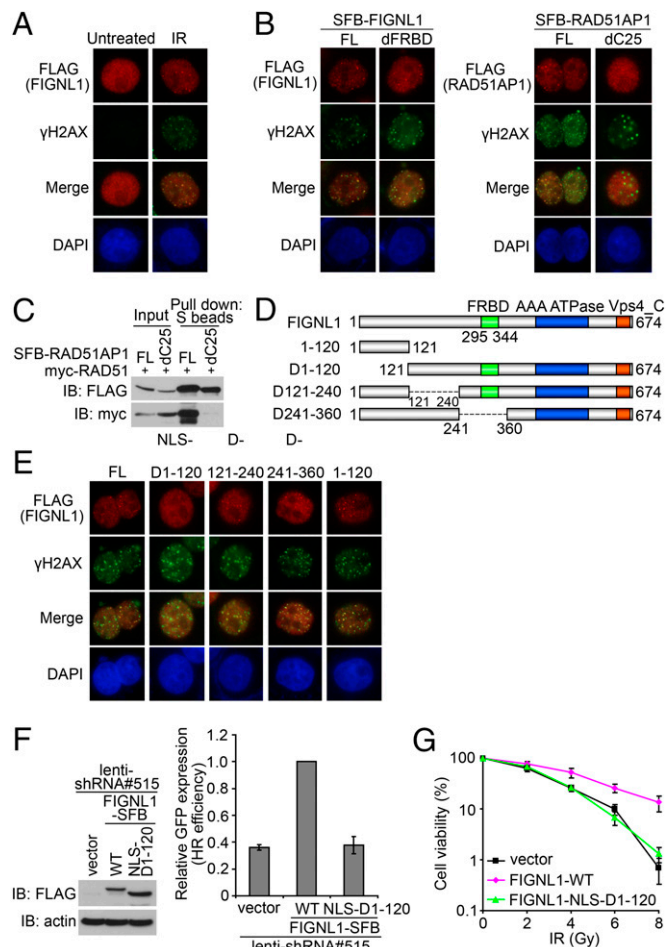 A
Untreated IR
FLAG
(FIGNL1)
γH2AX
Merge
DAPI
B
SFB-FIGNL1
FL dFRBD
FLAG
(FIGNL1)
γH2AX
Merge
DAPI
SFB-RAD51AP1
FL dC25
FLAG
(RAD51AP1)
γH2AX
Merge
DAPI
C
Input
Pull down:
S beads
SFB-RAD51AP1 FL dC25 FL dC25
myc-RAD51 + + + +
IB: FLAG
IB: myc
D
FRBD AAA ATPase Vps4_C
FIGNL1 1 674
295 344
1-120 1 121
D1-120 121 674
D121-240 1 674
121 240
D241-360 1 674
241 360
E
NLS- D- D-
FL D1-120 121-240 241-360 1-120
FLAG
(FIGNL1)
γH2AX
Merge
DAPI
F
lenti-
shRNA#515
FIGNL1
-SFB
vector WT NLS-D1-120
IB: FLAG
IB: actin
Relative GFP expression
(HR efficiency)
1.2
1
0.8
0.4
0.4
0
vector WT NLS-D1-120
FIGNL1-SFB
lenti-shRNA#515
G
Cell viability (%)
100
10
1
0.1
0 2 4 6 8
IR (Gy)
vector
FIGNL1-WT
FIGNL1-NLS-D1-120